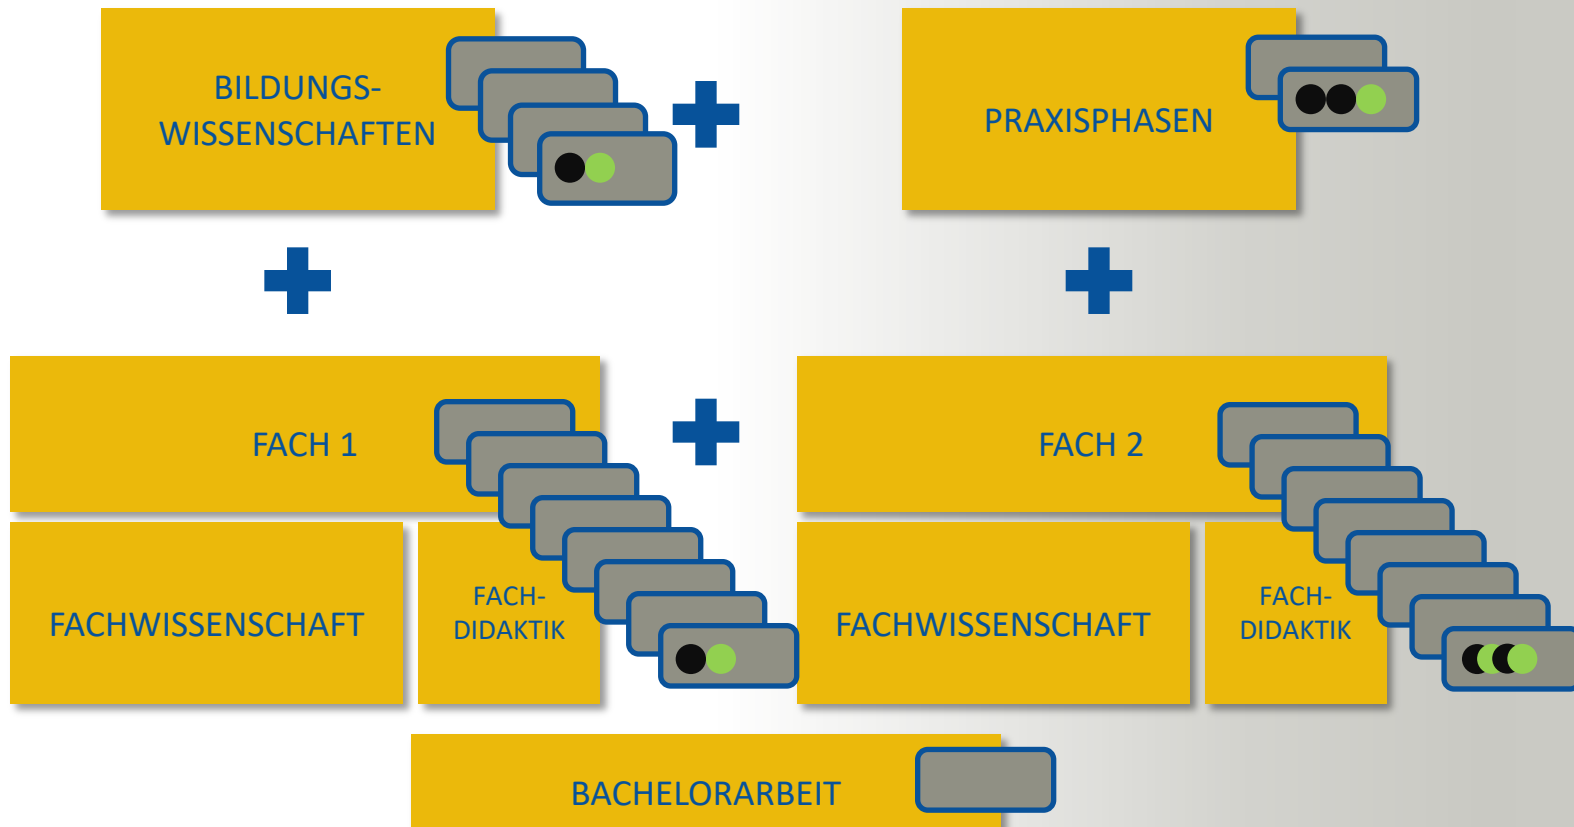 BILDUNGS-
WISSENSCHAFTEN
PRAXISPHASEN
FACH 1
FACH 2
FACHWISSENSCHAFT
FACH-
DIDAKTIK
FACHWISSENSCHAFT
FACH-
DIDAKTIK
BACHELORARBEIT